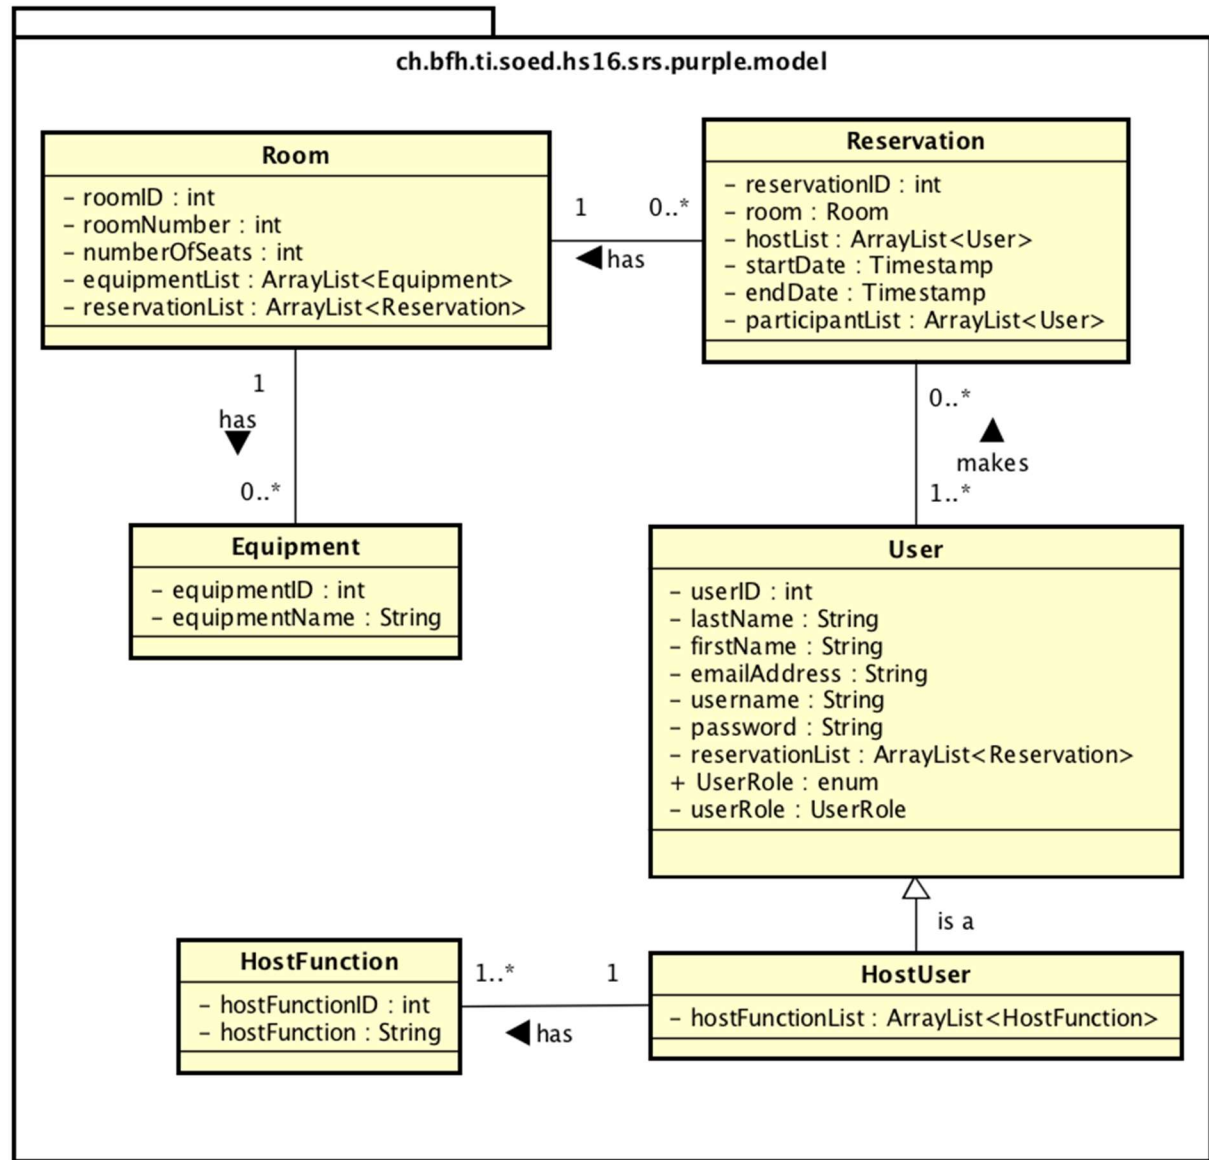 ch.bfh.ti.soed.hs16.srs.purple.model
Room
- roomID : int
- roomNumber : int
- numberOfSeats : int
- equipmentList : ArrayList<Equipment>
- reservationList : ArrayList<Reservation>
1
0..*
has
Reservation
- reservationID : int
- room : Room
- hostList : ArrayList<User>
- startDate : Timestamp
- endDate : Timestamp
- participantList : ArrayList<User>
1
has
0..*
0..*
makes
1..*
Equipment
- equipmentID : int
- equipmentName : String
User
- userID : int
- lastName : String
- firstName : String
- emailAddress : String
- username : String
- password : String
- reservationList : ArrayList<Reservation>
+ UserRole : enum
- userRole : UserRole
is a
HostFunction
- hostFunctionID : int
- hostFunction : String
1..*
1
has
HostUser
- hostFunctionList : ArrayList<HostFunction>